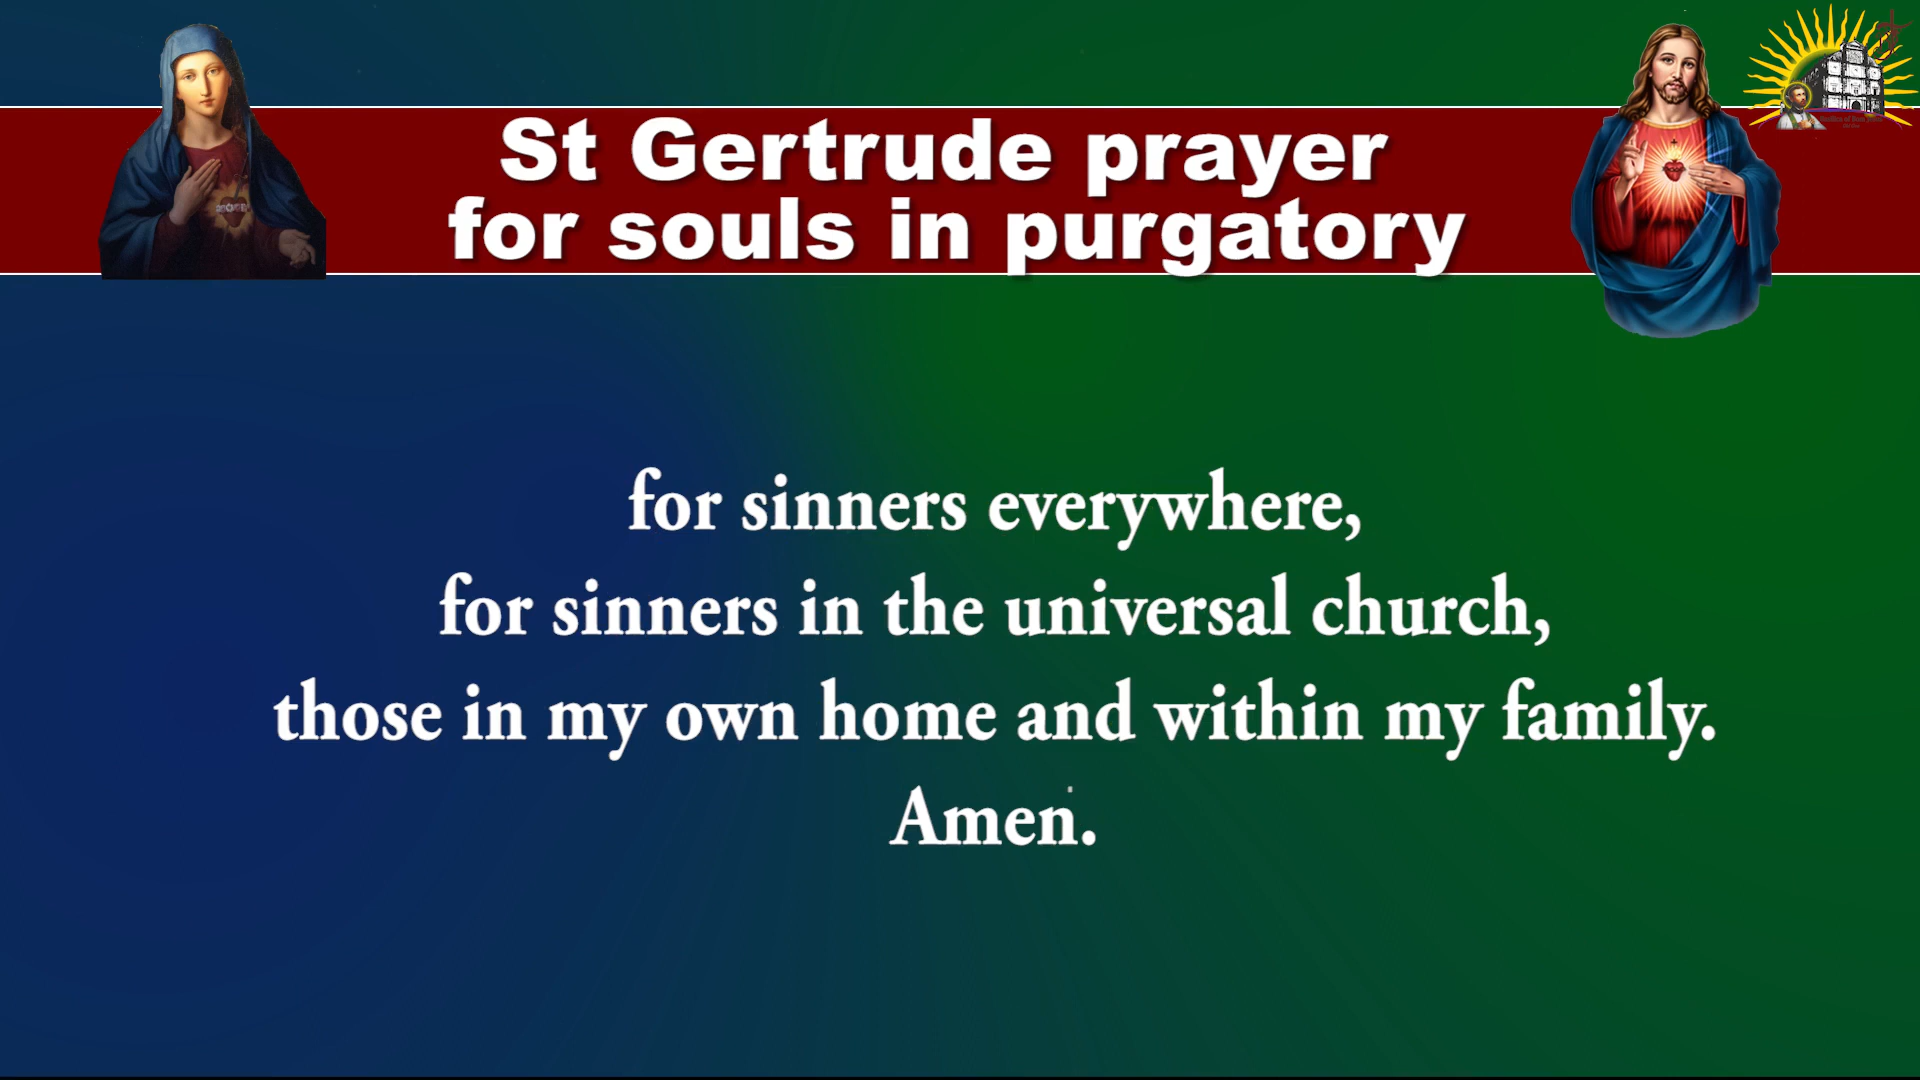 St Gertrude prayer
for souls in purgatory
for sinners everywhere,
for sinners in the universal church,
those in my own home and within my family.
Amen.